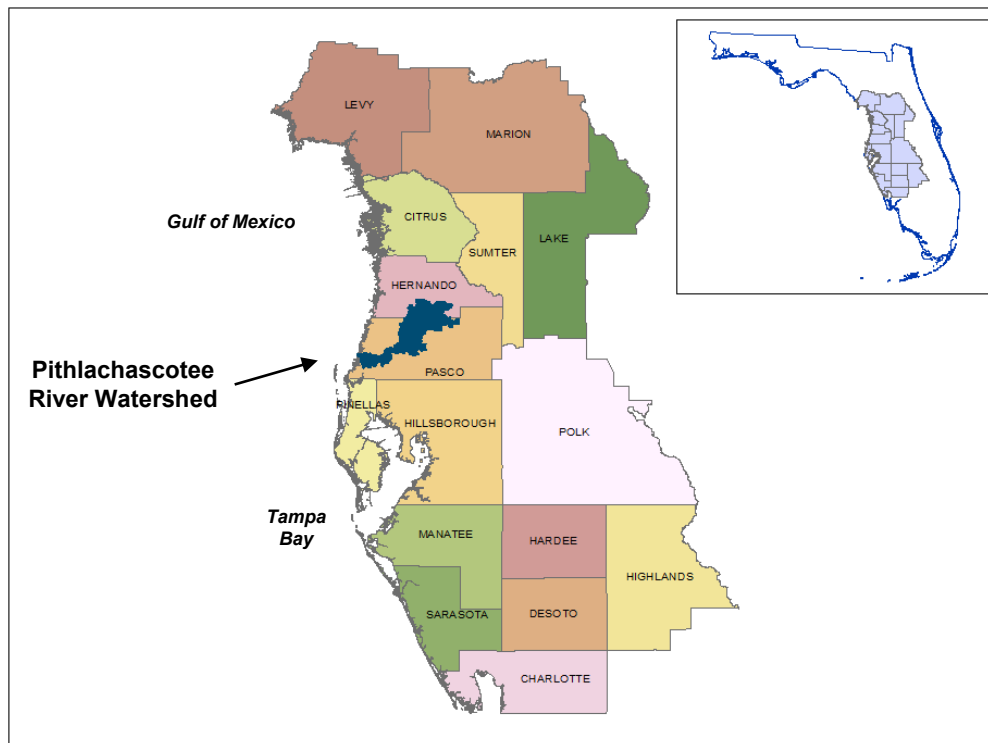 LEVY
MARION
Gulf of Mexico
CITRUS
SUMTER
LAKE
HERNANDO
Pithlachascotee
River Watershed
PASCO
PINELLAS
HILLSBOROUGH
POLK
Tampa
Bay
MANATEE
HARDEE
HIGHLANDS
SARASOTA
DESOTO
CHARLOTTE